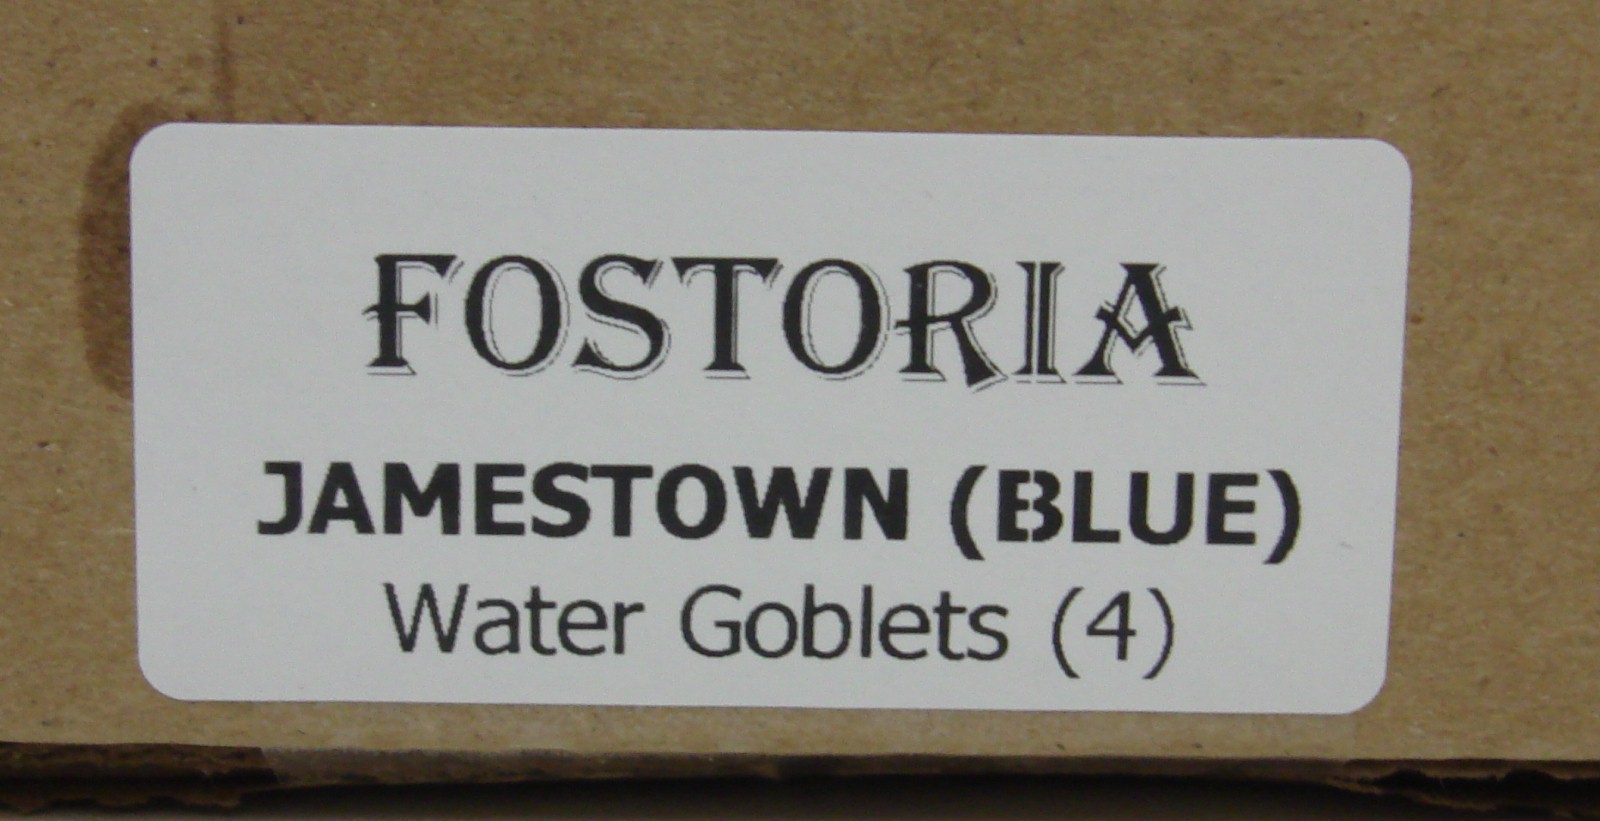 FOSTORIA
JAMESTOWN (BLUE)
Water Goblets (4)